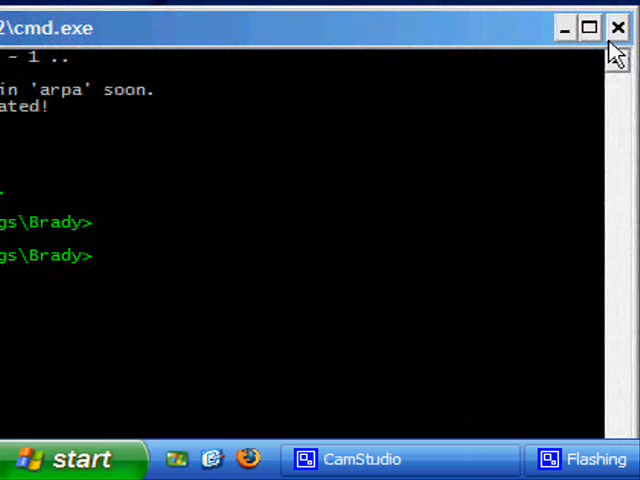 2\cmd.exe
- 1 ..
in 'arpa' soon.
ated!
.
gs\Brady>
gs\Brady>
start
CamStudio
Flashing